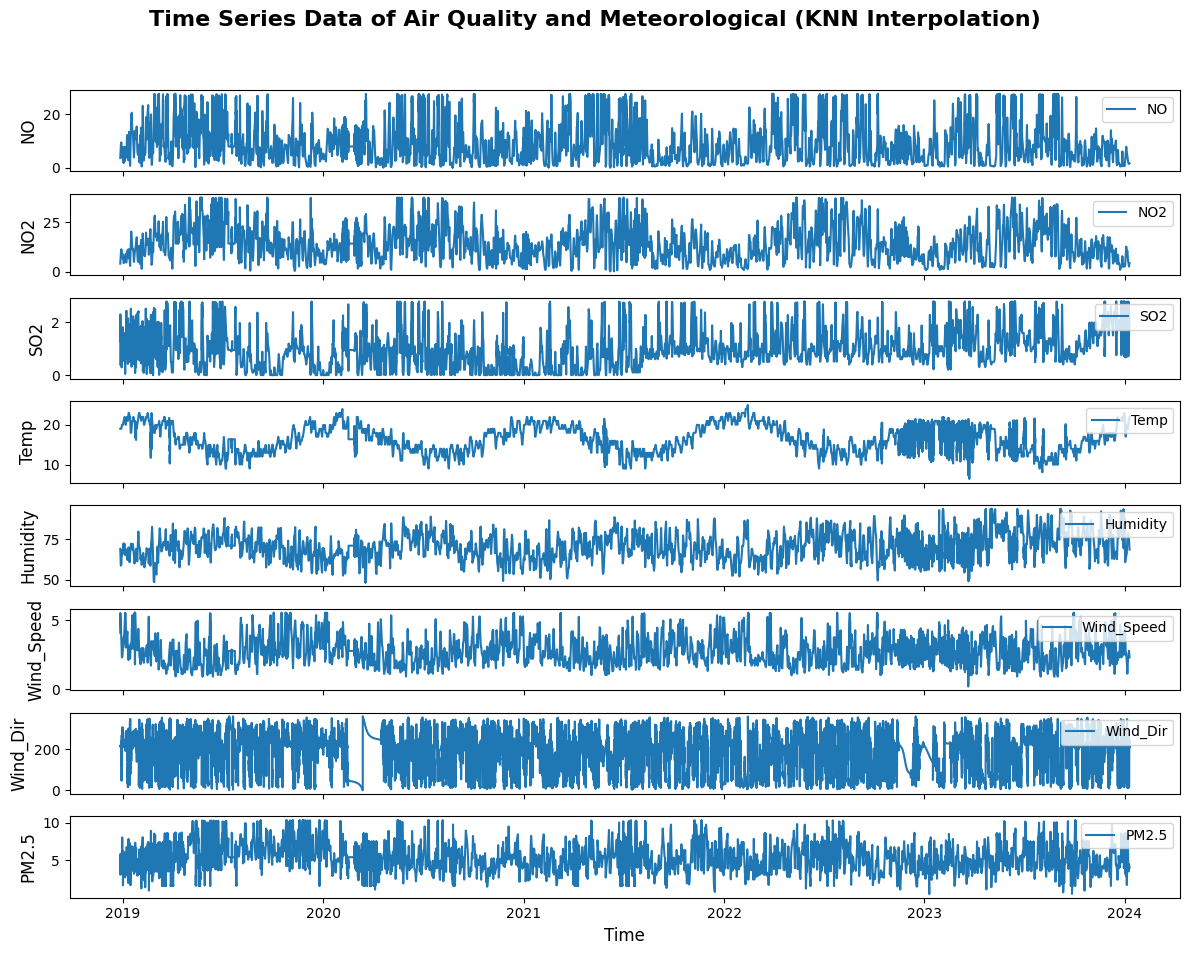 Time Series Data of Air Quality and Meteorological (KNN Interpolation)
NO
20
0
NO
NO2
25
0
NO2
SO2
2
0
SO2
Temp
20
10
Temp
Humidity
75
50
Humidity
Wind_Speed
5
0
Wind_Speed
Wind_Dir
200
0
Wind_Dir
PM2.5
10
5
PM2.5
2019 2020 2021 2022 2023 2024
Time